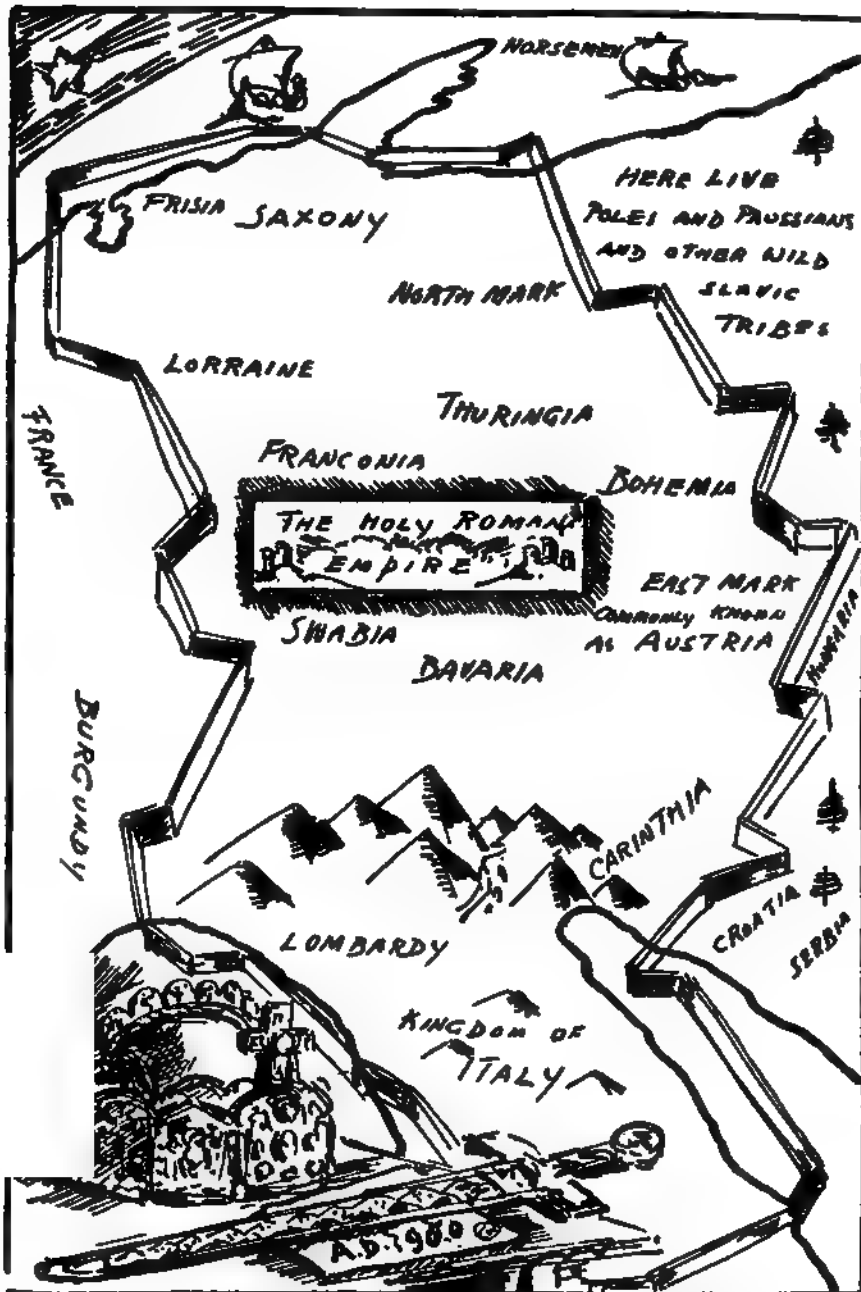 NORSEMEN
HERE LIVE
POLES AND PRUSSIANS
AND OTHER WILD
SLAVIC
TRIBES
FRISIA
SAXONY
NORTH MARK
LORRAINE
THURINGIA
FRANCE
FRANCONIA
BOHEMIA
THE HOLY ROMAN
EMPIRE
EAST MARK
COMMONLY KNOWN
AS AUSTRIA
HUNGARIA
SWABIA
BAVARIA
BURGUNDY
CARINTHIA
CROATIA
SERBIA
LOMBARDY
KINGDOM OF
ITALY